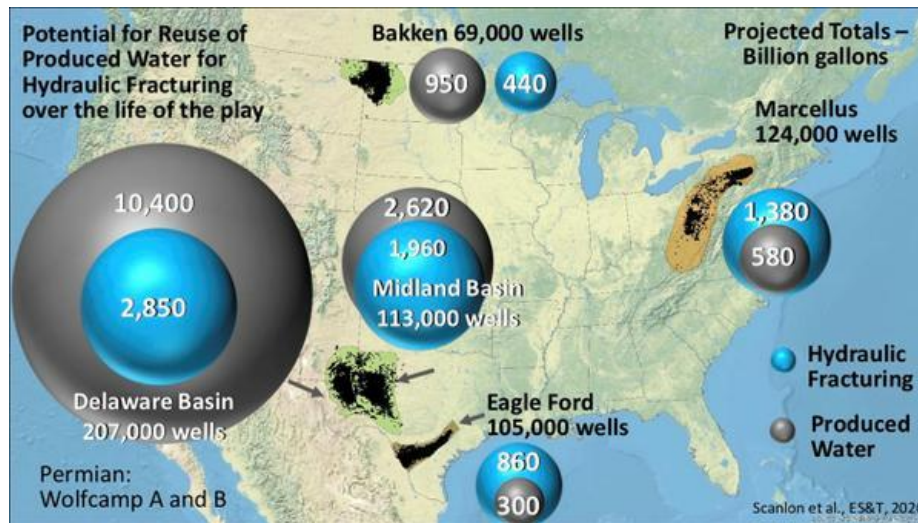 Potential for Reuse of
Produced Water for
Hydraulic Fracturing
over the life of the play
Bakken 69,000 wells
950
440
Projected Totals –
Billion gallons
Marcellus
124,000 wells
1,380
580
10,400
2,850
Delaware Basin
207,000 wells
2,620
1,960
Midland Basin
113,000 wells
Eagle Ford
105,000 wells
860
300
Hydraulic
Fracturing
Produced
Water
Permian:
Wolfcamp A and B
Scanlon et al., ES&T,